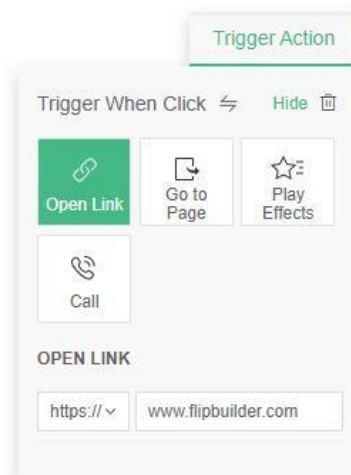 Trigger Action
Trigger When Click Hide
Open Link
Go to
Page
Play
Effects
Call
OPEN LINK
https:// www.flipbuilder.com